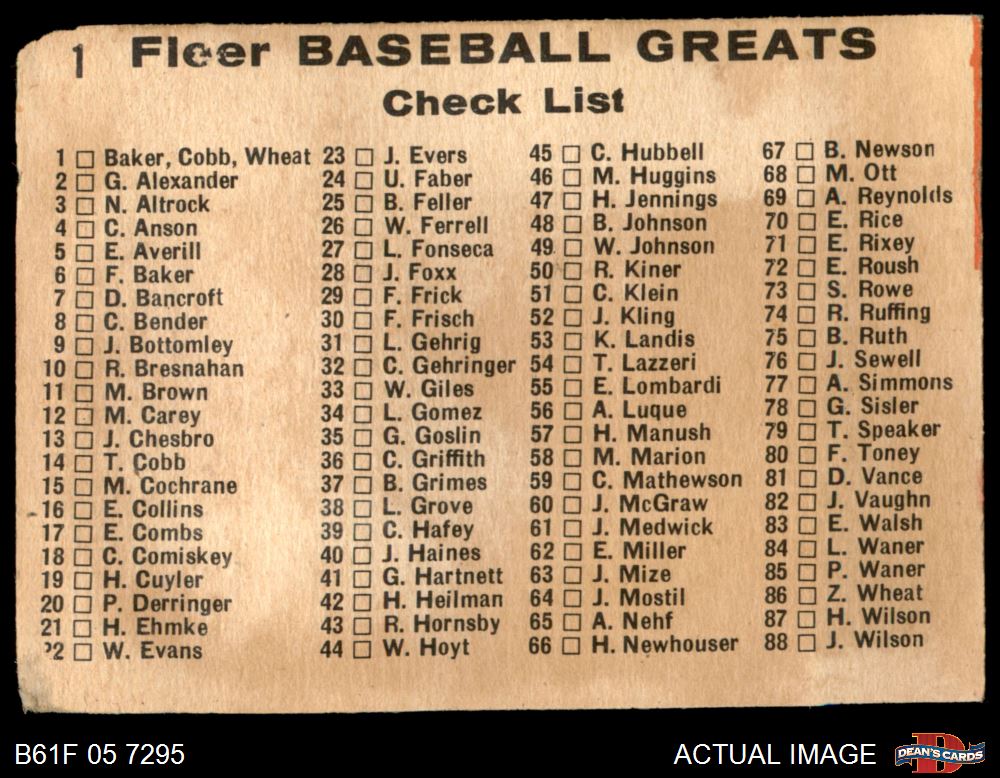 1 Fleer BASEBALL GREATS
Check List
1 Baker, Cobb, Wheat
2 G. Alexander
3 N. Altrock
4 C. Anson
5 E. Averill
6 F. Baker
7 D. Bancroft
8 C. Bender
9 J. Bottomley
10 R. Bresnahan
11 M. Brown
12 M. Carey
13 J. Chesbro
14 T. Cobb
15 M. Cochrane
16 E. Collins
17 E. Combs
18 C. Comiskey
19 H. Cuyler
20 P. Derringer
21 H. Ehmke
22 W. Evans
23 J. Evers
24 U. Faber
25 B. Feller
26 W. Ferrell
27 L. Fonseca
28 J. Foxx
29 F. Frick
30 F. Frisch
31 L. Gehrig
32 C. Gehringer
33 W. Giles
34 L. Gomez
35 G. Goslin
36 C. Griffith
37 B. Grimes
38 L. Grove
39 C. Hafey
40 J. Haines
41 G. Hartnett
42 H. Heilman
43 R. Hornsby
44 W. Hoyt
45 C. Hubbell
46 M. Huggins
47 H. Jennings
48 B. Johnson
49 W. Johnson
50 R. Kiner
51 C. Klein
52 J. Kling
53 K. Landis
54 T. Lazzeri
55 E. Lombardi
56 A. Luque
57 H. Manush
58 M. Marion
59 C. Mathewson
60 J. McGraw
61 J. Medwick
62 E. Miller
63 J. Mize
64 J. Mostil
65 A. Nehf
66 H. Newhouser
67 B. Newson
68 M. Ott
69 A. Reynolds
70 E. Rice
71 E. Rixey
72 E. Roush
73 S. Rowe
74 R. Ruffing
75 B. Ruth
76 J. Sewell
77 A. Simmons
78 G. Sisler
79 T. Speaker
80 F. Toney
81 D. Vance
82 J. Vaughn
83 E. Walsh
84 L. Waner
85 P. Waner
86 Z. Wheat
87 H. Wilson
88 J. Wilson
B61F 05 7295
ACTUAL IMAGE
D
DEAN'S CARDS